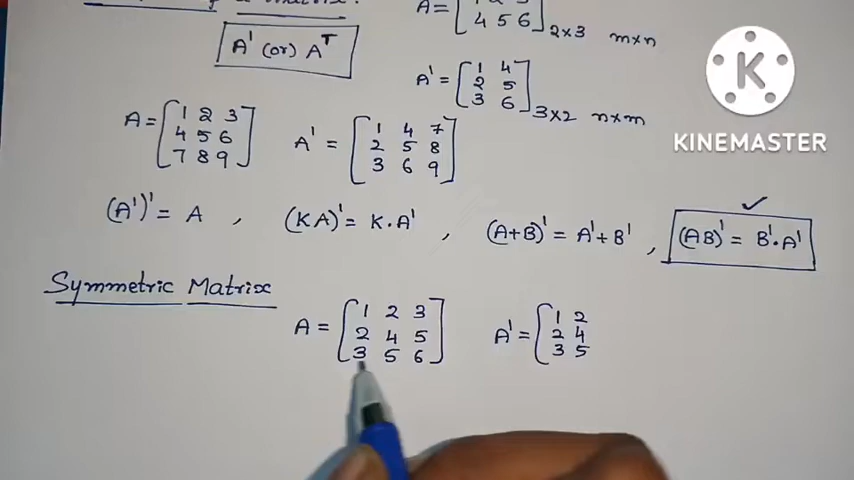 A =
4 5 6 2×3 m×n
A' (or) Aᵀ
A' = [1 4
2 5
3 6] 3×2 n×m
KINEMASTER
A = [1 2 3
4 5 6
7 8 9]
A' = [1 4 7
2 5 8
3 6 9]
(A')' = A , (KA)' = K.A' , (A+B)' = A'+B' , (AB)' = B'.A'
Symmetric Matrix
A = [1 2 3
2 4 5
3 5 6]
A' = [1 2
2 4
3 5